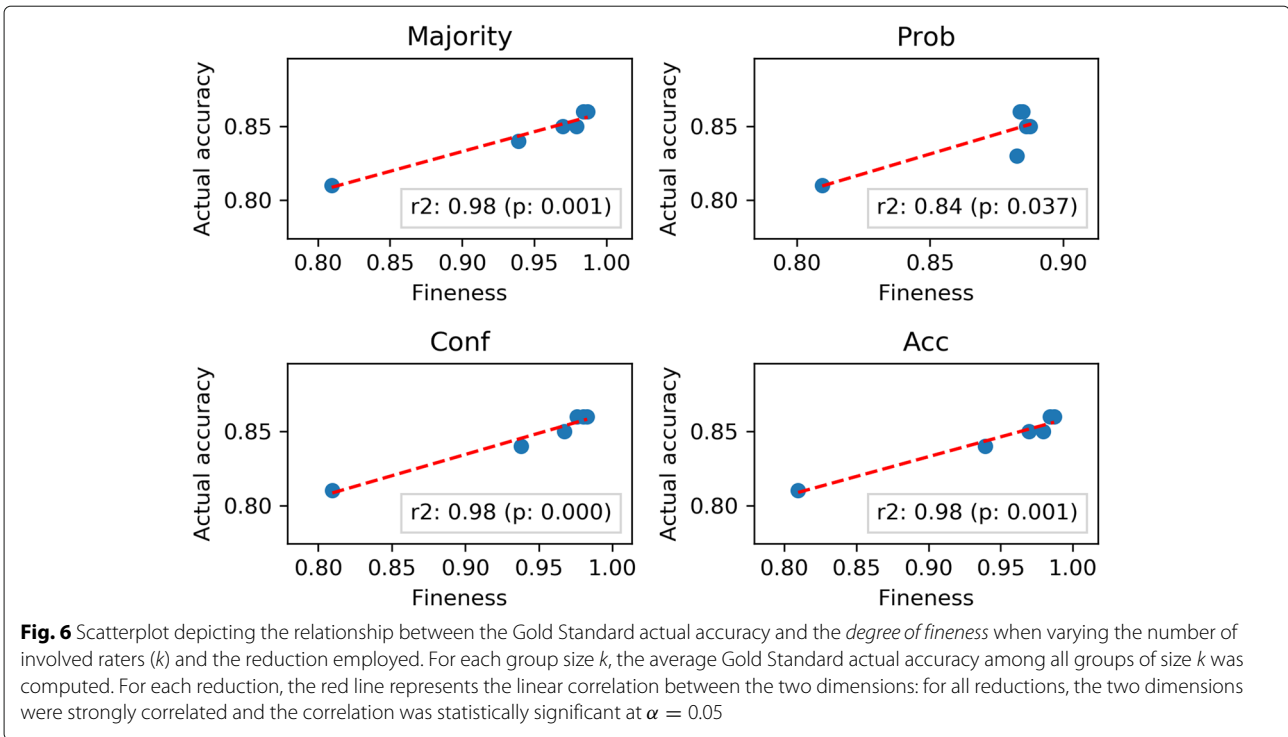 Majority
Actual accuracy
0.85
0.80
r2: 0.98 (p: 0.001)
0.80 0.85 0.90 0.95 1.00
Fineness
Prob
Actual accuracy
0.85
0.80
r2: 0.84 (p: 0.037)
0.80 0.85 0.90
Fineness
Conf
Actual accuracy
0.85
0.80
r2: 0.98 (p: 0.000)
0.80 0.85 0.90 0.95 1.00
Fineness
Acc
Actual accuracy
0.85
0.80
r2: 0.98 (p: 0.001)
0.80 0.85 0.90 0.95 1.00
Fineness
Fig. 6 Scatterplot depicting the relationship between the Gold Standard actual accuracy and the degree of fineness when varying the number of
involved raters (k) and the reduction employed. For each group size k, the average Gold Standard actual accuracy among all groups of size k was
computed. For each reduction, the red line represents the linear correlation between the two dimensions: for all reductions, the two dimensions
were strongly correlated and the correlation was statistically significant at α = 0.05